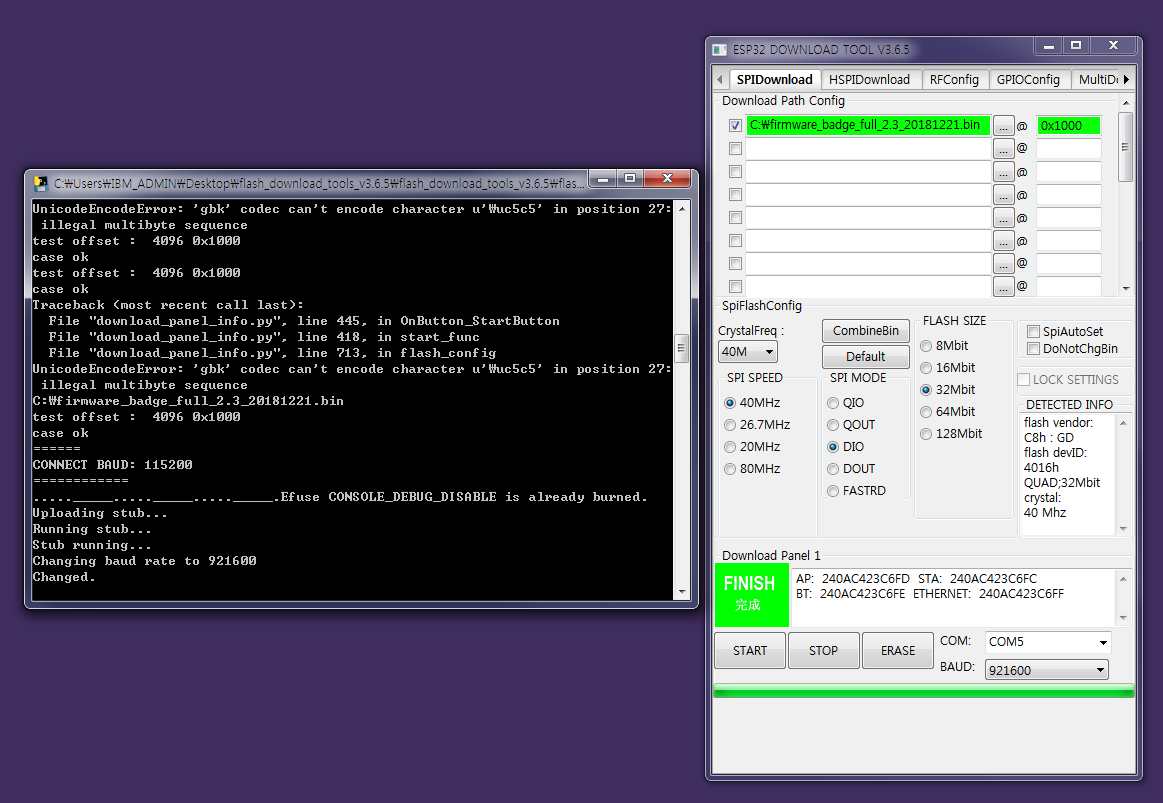 C:₩Users₩IBM_ADMIN₩Desktop₩flash_download_tools_v3.6.5₩flash_download_tools_v3.6.5₩flas...
UnicodeEncodeError: 'gbk' codec can't encode character u'₩uc5c5' in position 27:
illegal multibyte sequence
test offset :  4096 0x1000
case ok
test offset :  4096 0x1000
case ok
Traceback (most recent call last):
File "download_panel_info.py", line 445, in OnButton_StartButton
File "download_panel_info.py", line 418, in start_func
File "download_panel_info.py", line 713, in flash_config
UnicodeEncodeError: 'gbk' codec can't encode character u'₩uc5c5' in position 27:
illegal multibyte sequence
C:₩firmware_badge_full_2.3_20181221.bin
test offset :  4096 0x1000
case ok
======
CONNECT BAUD: 115200
============
......_____....._____....._____.Efuse CONSOLE_DEBUG_DISABLE is already burned.
Uploading stub...
Running stub...
Stub running...
Changing baud rate to 921600
Changed.
ESP32 DOWNLOAD TOOL V3.6.5
SPIDownload HSPIDownload RFConfig GPIOConfig MultiDo
Download Path Config
C:₩firmware_badge_full_2.3_20181221.bin ... @ 0x1000
... @
... @
... @
... @
... @
... @
... @
SpiFlashConfig
CrystalFreq :
40M
CombineBin
Default
SPI SPEED
40MHz
26.7MHz
20MHz
80MHz
SPI MODE
QIO
QOUT
DIO
DOUT
FASTRD
FLASH SIZE
8Mbit
16Mbit
32Mbit
64Mbit
128Mbit
SpiAutoSet
DoNotChgBin
LOCK SETTINGS
DETECTED INFO
flash vendor:
C8h : GD
flash devID:
4016h
QUAD;32Mbit
crystal:
40 Mhz
Download Panel 1
FINISH
完成
AP: 240AC423C6FD STA: 240AC423C6FC
BT: 240AC423C6FE ETHERNET: 240AC423C6FF
START STOP ERASE
COM: COM5
BAUD: 921600